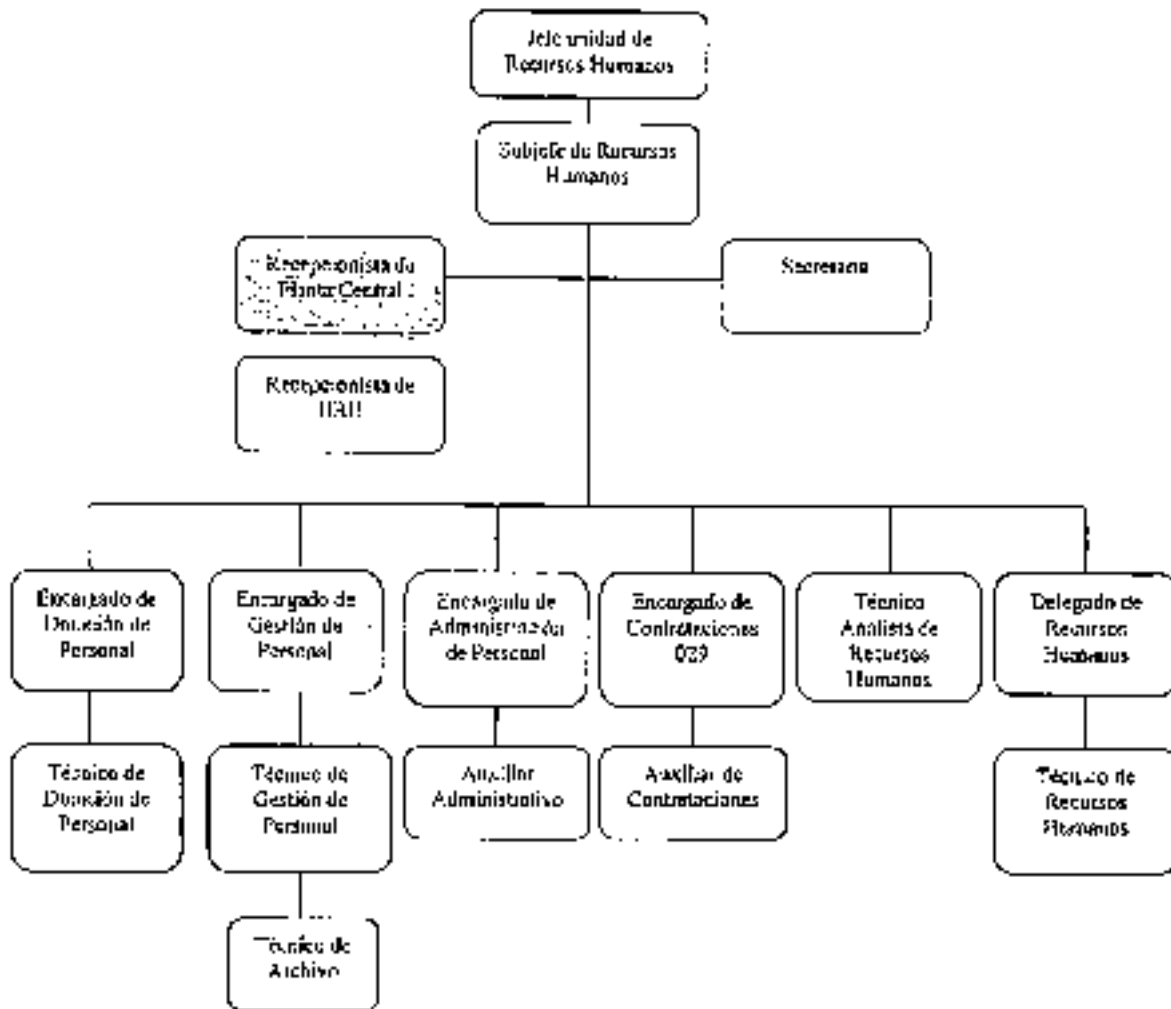 Jefe unidad de
Recursos Humanos
Subjefe de Recursos
Humanos
Recepcionista de
Planta Central
Secretaria
Recepcionista de
Encargado de
Dotación de
Personal
Encargado de
Gestión de
Personal
Encargado de
Administración
de Personal
Encargado de
Contrataciones
029
Técnico
Analista de
Recursos
Humanos
Delegado de
Recursos
Humanos
Técnico de
Dotación de
Personal
Técnico de
Gestión de
Personal
Auxiliar
Administrativo
Auxiliar de
Contrataciones
Técnico de
Recursos
Humanos
Técnico de
Archivo